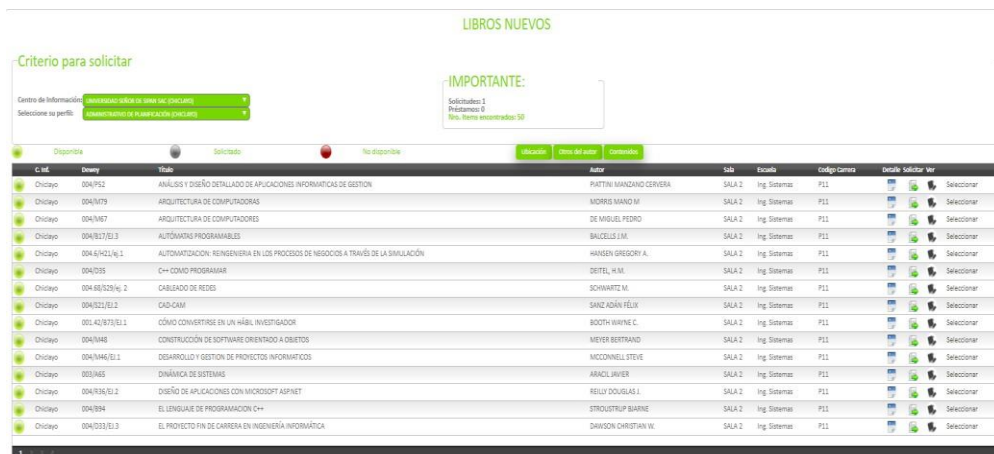 LIBROS NUEVOS
Criterio para solicitar
Centro de Información: UNIVERSIDAD SEÑOR DE SIPAN SAC (CHICLAYO)
Seleccione su perfil: ADMINISTRATIVO DE PLANIFICACIÓN (CHICLAYO)
IMPORTANTE:
Solicitudes: 1
Préstamos: 0
Nro. Items encontrados: 50
Disponible Solicitado No disponible Ubicación Otros del autor Contenidos
C. Inf. Dewey Título Autor Sala Escuela Codigo Carrera Detalle Solicitar Ver
Chiclayo 004/P52 ANÁLISIS Y DISEÑO DETALLADO DE APLICACIONES INFORMATICAS DE GESTION PIATTINI MANZANO CERVERA SALA 2 Ing. Sistemas P11 Seleccionar
Chiclayo 004/M79 ARQUITECTURA DE COMPUTADORAS MORRIS MANO M SALA 2 Ing. Sistemas P11 Seleccionar
Chiclayo 004/M67 ARQUITECTURA DE COMPUTADORES DE MIGUEL PEDRO SALA 2 Ing. Sistemas P11 Seleccionar
Chiclayo 004/B17/EJ.3 AUTÓMATAS PROGRAMABLES BALCELLS J.M. SALA 2 Ing. Sistemas P11 Seleccionar
Chiclayo 004.6/H21/ej.1 AUTOMATIZACION: REINGENIERIA EN LOS PROCESOS DE NEGOCIOS A TRAVÉS DE LA SIMULACIÓN HANSEN GREGORY A. SALA 2 Ing. Sistemas P11 Seleccionar
Chiclayo 004/D35 C++ COMO PROGRAMAR DEITEL, H.M. SALA 2 Ing. Sistemas P11 Seleccionar
Chiclayo 004.68/S29/ej. 2 CABLEADO DE REDES SCHWARTZ M. SALA 2 Ing. Sistemas P11 Seleccionar
Chiclayo 004/S21/EJ.2 CAD-CAM SANZ ADÁN FÉLIX SALA 2 Ing. Sistemas P11 Seleccionar
Chiclayo 001.42/B73/EJ.1 CÓMO CONVERTIRSE EN UN HÁBIL INVESTIGADOR BOOTH WAYNE C. SALA 2 Ing. Sistemas P11 Seleccionar
Chiclayo 004/M48 CONSTRUCCIÓN DE SOFTWARE ORIENTADO A OBJETOS MEYER BERTRAND SALA 2 Ing. Sistemas P11 Seleccionar
Chiclayo 004/M46/EJ.1 DESARROLLO Y GESTION DE PROYECTOS INFORMATICOS MCCONNELL STEVE SALA 2 Ing. Sistemas P11 Seleccionar
Chiclayo 003/A65 DINÁMICA DE SISTEMAS ARACIL JAVIER SALA 2 Ing. Sistemas P11 Seleccionar
Chiclayo 004/R36/EJ.2 DISEÑO DE APLICACIONES CON MICROSOFT ASP.NET REILLY DOUGLAS J. SALA 2 Ing. Sistemas P11 Seleccionar
Chiclayo 004/B94 EL LENGUAJE DE PROGRAMACION C++ STROUSTRUP BJARNE SALA 2 Ing. Sistemas P11 Seleccionar
Chiclayo 004/D33/EJ.3 EL PROYECTO FIN DE CARRERA EN INGENIERÍA INFORMÁTICA DAWSON CHRISTIAN W. SALA 2 Ing. Sistemas P11 Seleccionar
1